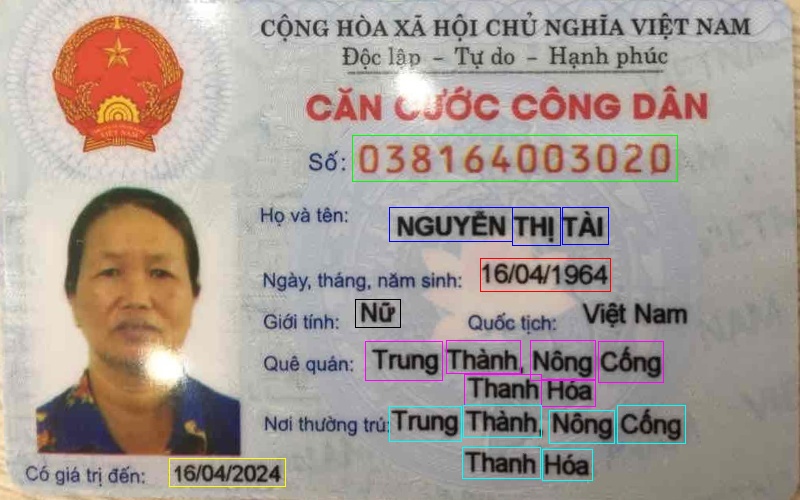 CỘNG HÒA XÃ HỘI CHỦ NGHĨA VIỆT NAM
Độc lập - Tự do - Hạnh phúc
CĂN CƯỚC CÔNG DÂN
Số: 038164003020
Họ và tên: NGUYỄN THỊ TÀI
Ngày, tháng, năm sinh: 16/04/1964
Giới tính: Nữ Quốc tịch: Việt Nam
Quê quán: Trung Thành, Nông Cống
Thanh Hóa
Nơi thường trú: Trung Thành, Nông Cống
Thanh Hóa
Có giá trị đến: 16/04/2024